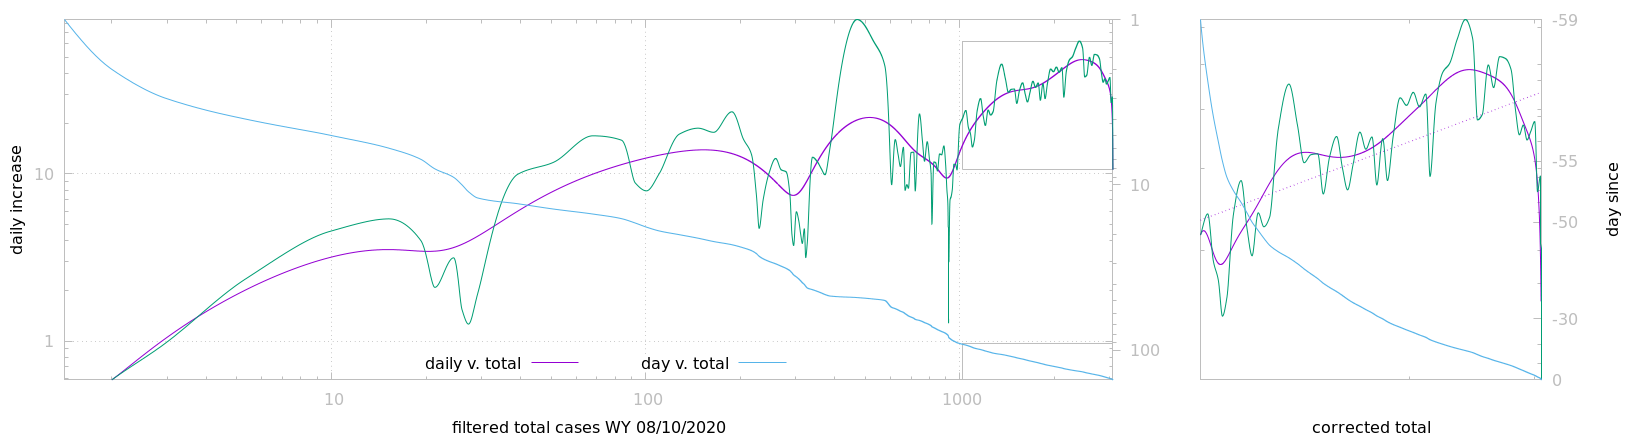 daily increase
10
1
daily v. total
day v. total
10
100
1000
1
10
100
filtered total cases WY 08/10/2020
-59
-55
-50
-30
0
day since
corrected total